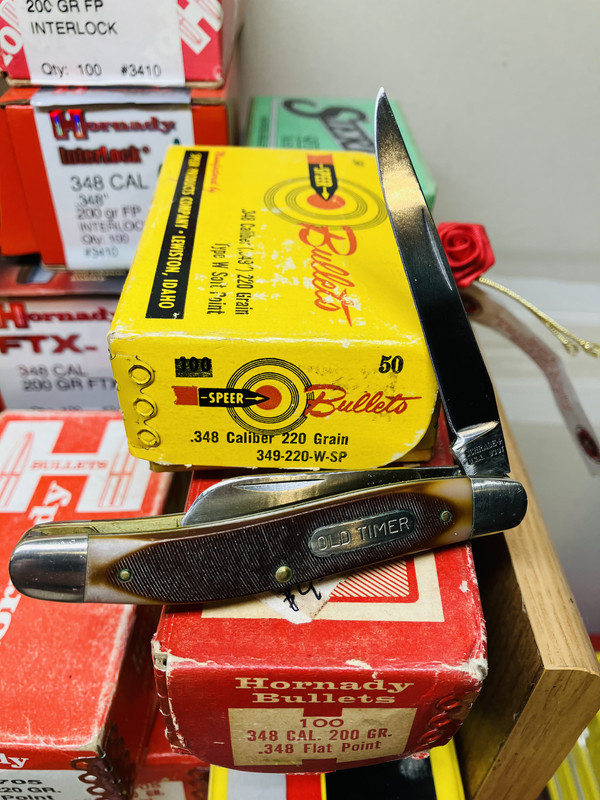 200 GR FP
INTERLOCK
Qty: 100 #3410
Hornady
InterLock®
348 CAL
.348"
200 gr FP
INTERLOCK
Qty: 100
#3410
Hornady
FTX
348 CAL
200 GR FTX
SPEER PRODUCTS COMPANY - LEWISTON, IDAHO
SPEER
Bullets
.348 Caliber (.349") 220 Grain
Type W Soft Point
50
SPEER
Bullets
.348 Caliber 220 Grain
349-220-W-SP
SCHRADE+
U.S.A.
OLD TIMER
BULLETS
Hornady
Bullets
100
348 CAL. 200 GR.
.348 Flat Point